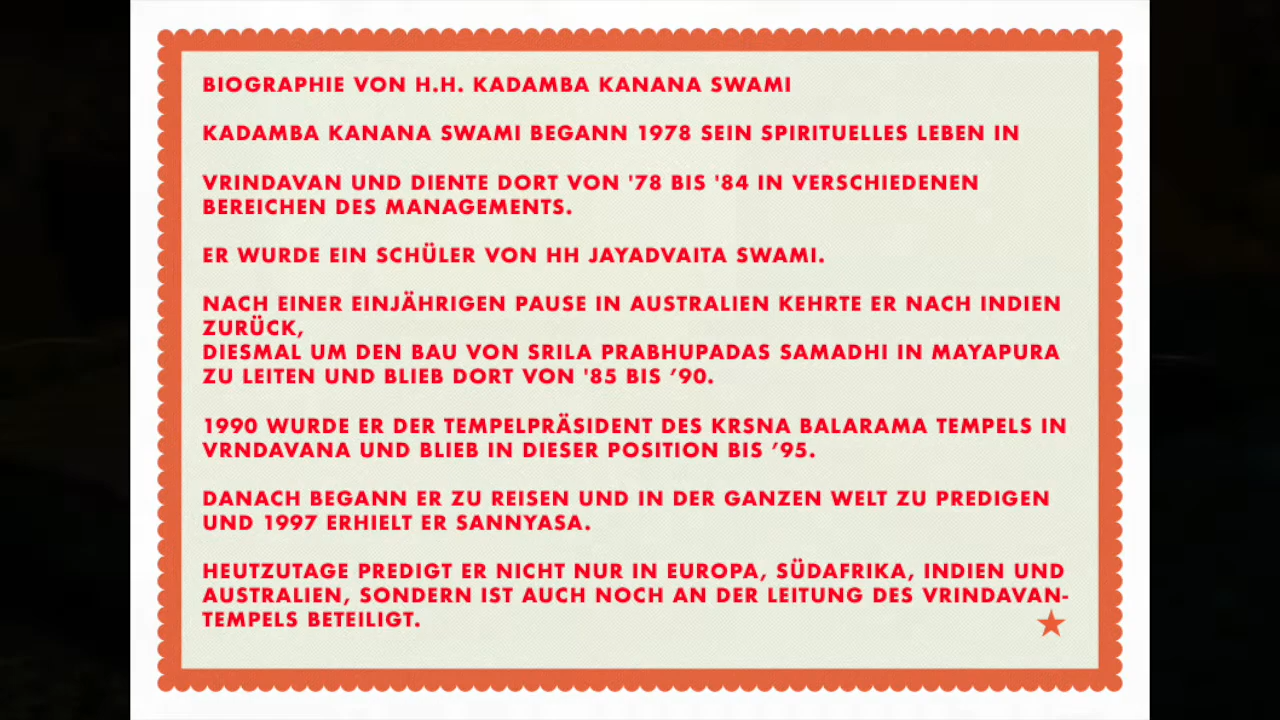 BIOGRAPHIE VON H.H. KADAMBA KANANA SWAMI
KADAMBA KANANA SWAMI BEGANN 1978 SEIN SPIRITUELLES LEBEN IN
VRINDAVAN UND DIENTE DORT VON '78 BIS '84 IN VERSCHIEDENEN
BEREICHEN DES MANAGEMENTS.
ER WURDE EIN SCHÜLER VON HH JAYADVAITA SWAMI.
NACH EINER EINJÄHRIGEN PAUSE IN AUSTRALIEN KEHRTE ER NACH INDIEN
ZURÜCK,
DIESMAL UM DEN BAU VON SRILA PRABHUPADAS SAMADHI IN MAYAPURA
ZU LEITEN UND BLIEB DORT VON '85 BIS ’90.
1990 WURDE ER DER TEMPELPRÄSIDENT DES KRSNA BALARAMA TEMPELS IN
VRNDAVANA UND BLIEB IN DIESER POSITION BIS ’95.
DANACH BEGANN ER ZU REISEN UND IN DER GANZEN WELT ZU PREDIGEN
UND 1997 ERHIELT ER SANNYASA.
HEUTZUTAGE PREDIGT ER NICHT NUR IN EUROPA, SÜDAFRIKA, INDIEN UND
AUSTRALIEN, SONDERN IST AUCH NOCH AN DER LEITUNG DES VRINDAVAN-
TEMPELS BETEILIGT.